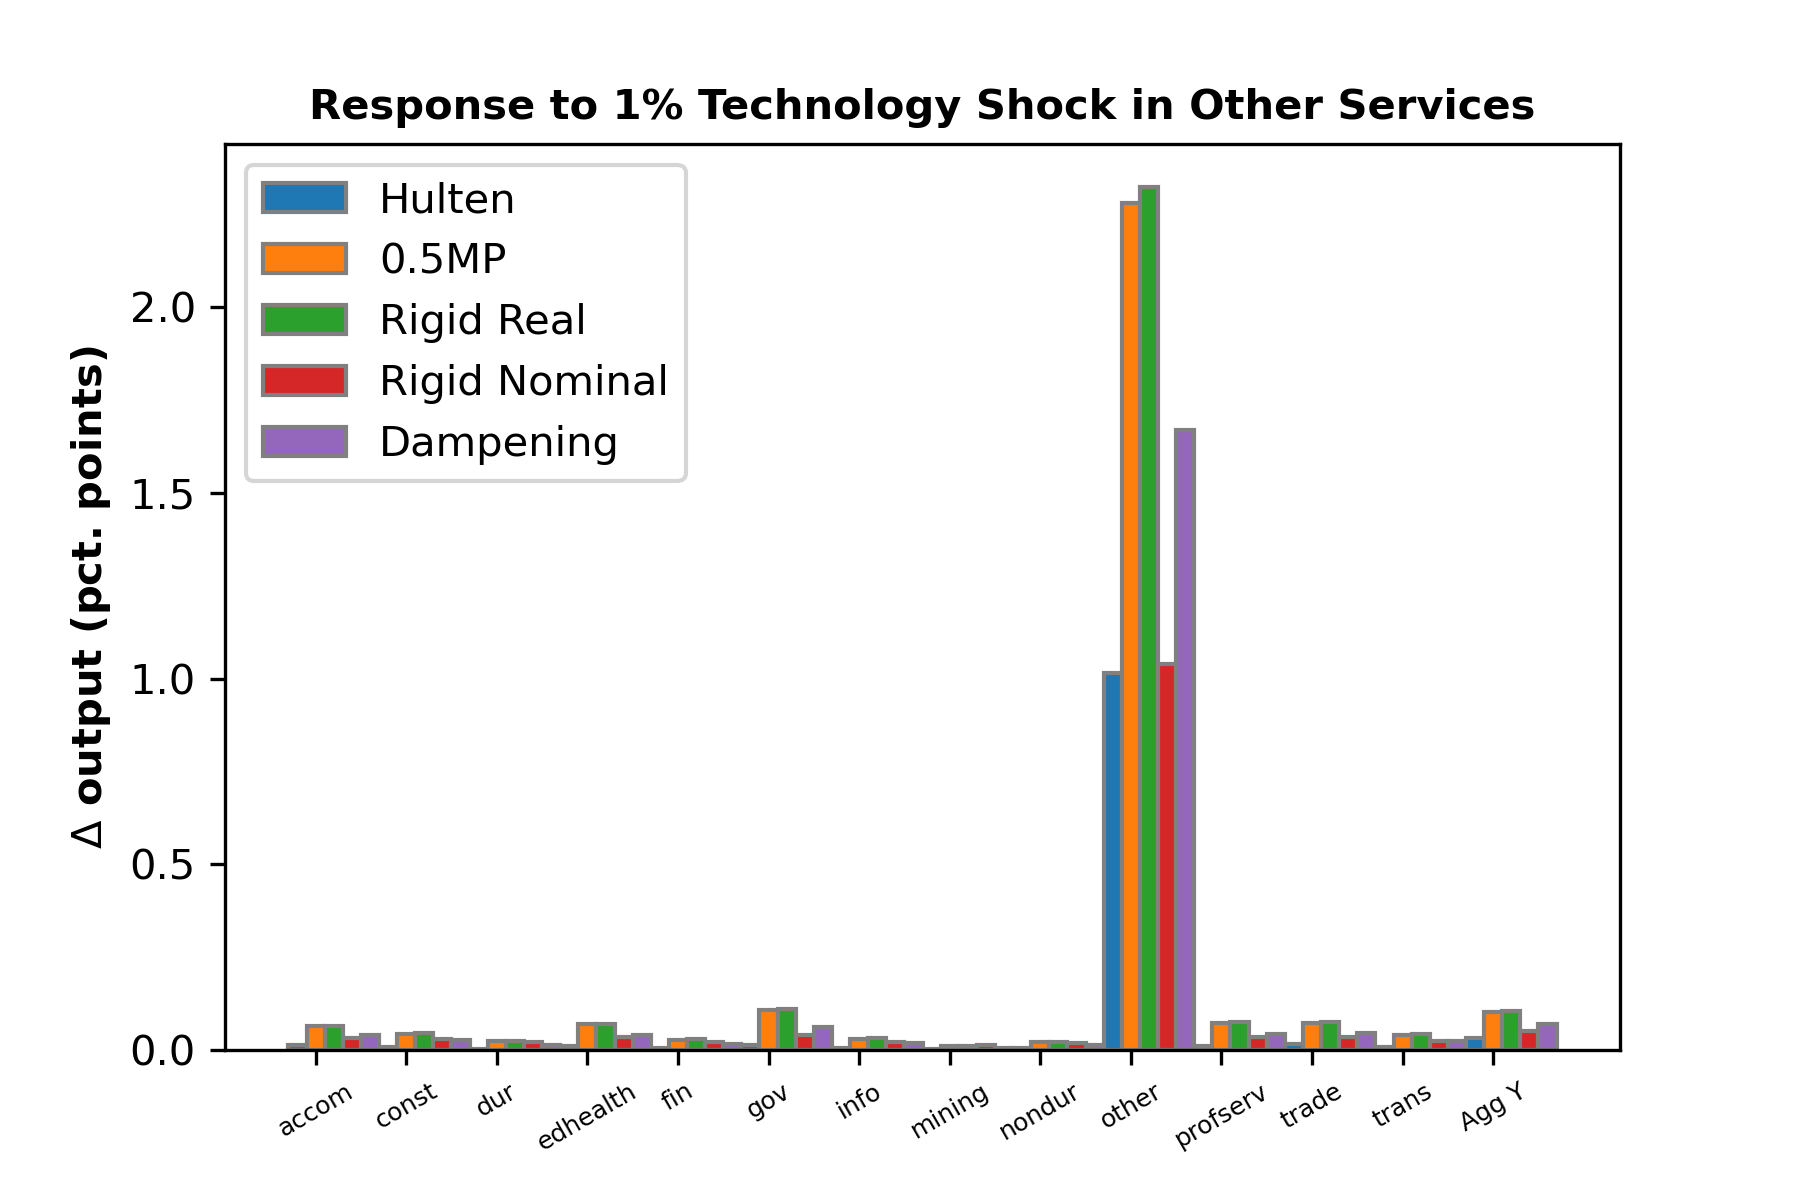 Response to 1% Technology Shock in Other Services
Hulten
0.5MP
Rigid Real
Rigid Nominal
Dampening
Δ output (pct. points)
2.0
1.5
1.0
0.5
0.0
accom
const
dur
edhealth
fin
gov
info
mining
nondur
other
profserv
trade
trans
Agg Y